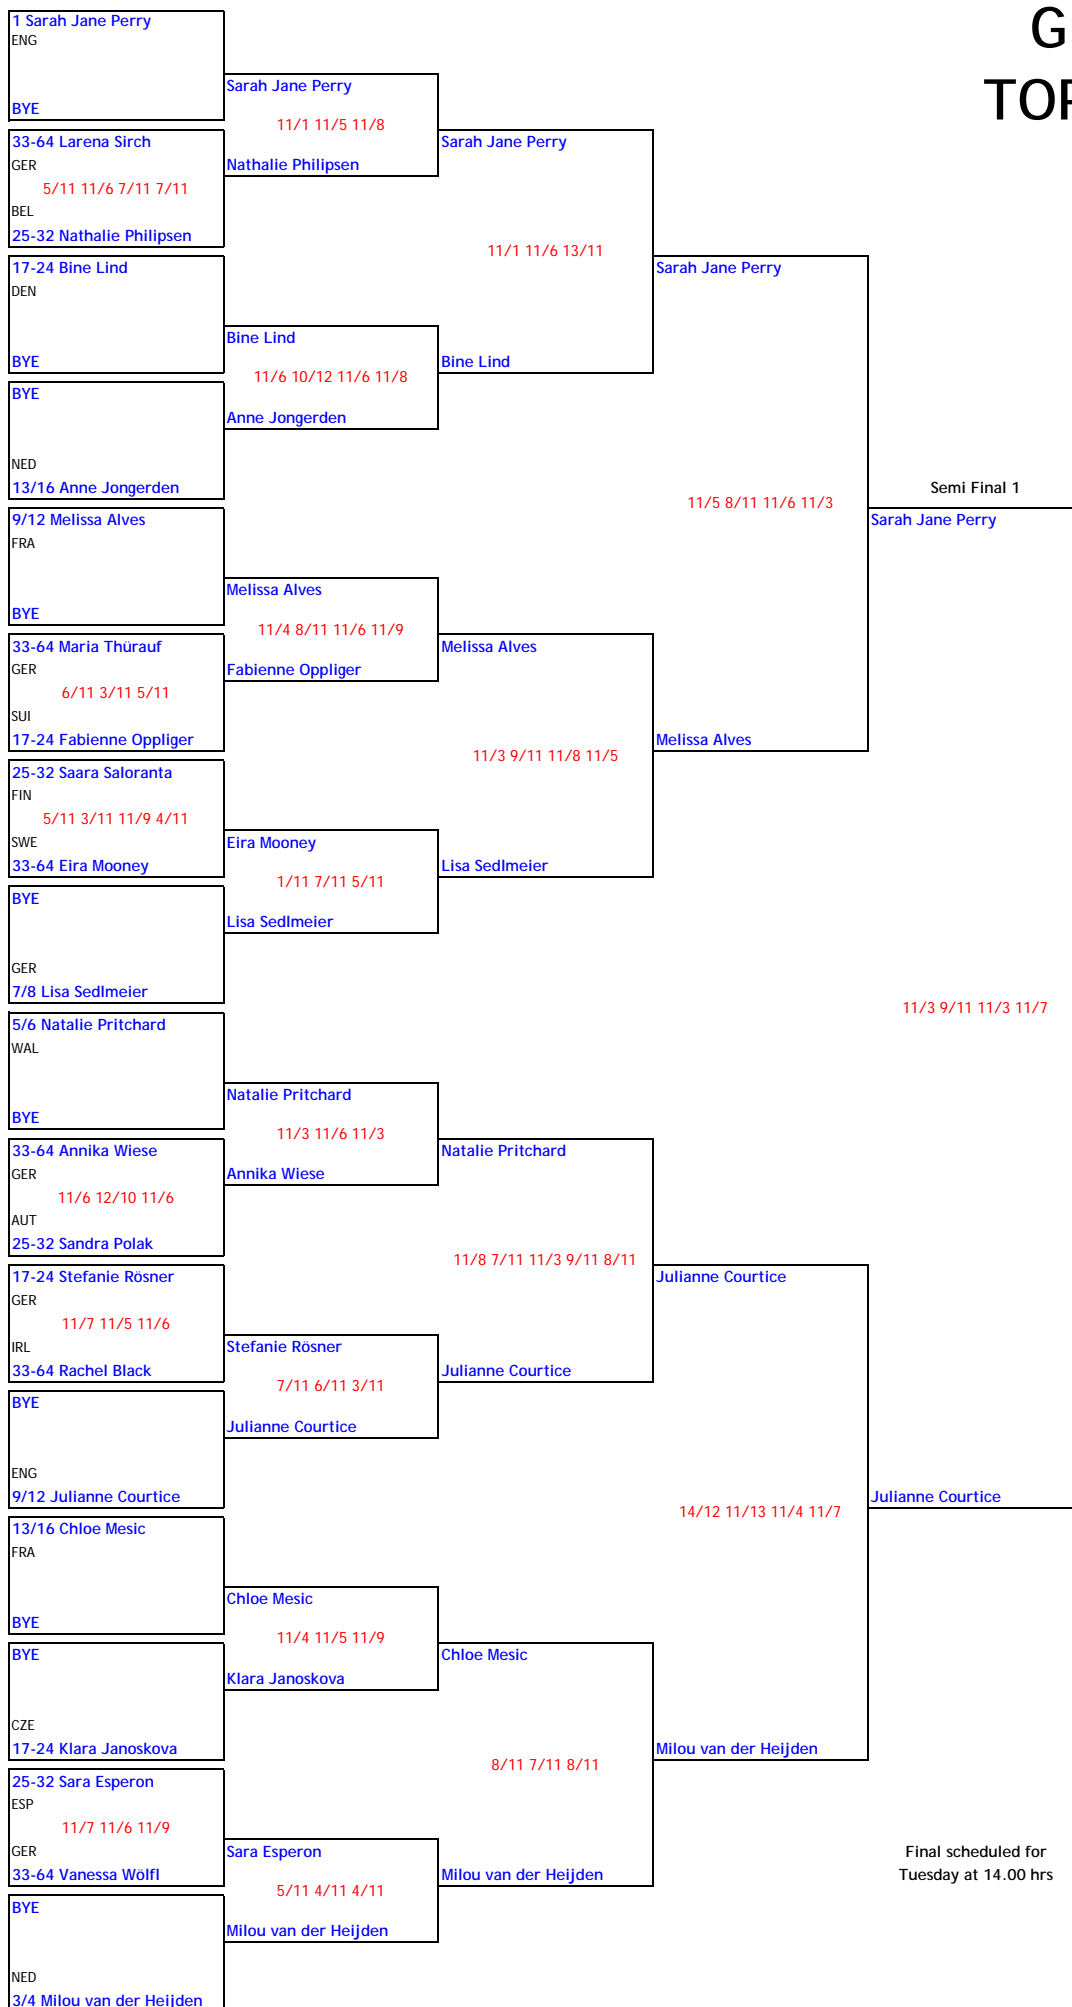 G
TOP
1 Sarah Jane Perry
ENG
BYE
33-64 Larena Sirch
GER
5/11 11/6 7/11 7/11
BEL
25-32 Nathalie Philipsen
17-24 Bine Lind
DEN
BYE
BYE
NED
13/16 Anne Jongerden
9/12 Melissa Alves
FRA
BYE
33-64 Maria Thürauf
GER
6/11 3/11 5/11
SUI
17-24 Fabienne Oppliger
25-32 Saara Saloranta
FIN
5/11 3/11 11/9 4/11
SWE
33-64 Eira Mooney
BYE
GER
7/8 Lisa Sedlmeier
5/6 Natalie Pritchard
WAL
BYE
33-64 Annika Wiese
GER
11/6 12/10 11/6
AUT
25-32 Sandra Polak
17-24 Stefanie Rösner
GER
11/7 11/5 11/6
IRL
33-64 Rachel Black
BYE
ENG
9/12 Julianne Courtice
13/16 Chloe Mesic
FRA
BYE
BYE
CZE
17-24 Klara Janoskova
25-32 Sara Esperon
ESP
11/7 11/6 11/9
GER
33-64 Vanessa Wölfl
BYE
NED
3/4 Milou van der Heijden
Sarah Jane Perry
11/1 11/5 11/8
Nathalie Philipsen
Bine Lind
11/6 10/12 11/6 11/8
Anne Jongerden
Melissa Alves
11/4 8/11 11/6 11/9
Fabienne Oppliger
Eira Mooney
1/11 7/11 5/11
Lisa Sedlmeier
Natalie Pritchard
11/3 11/6 11/3
Annika Wiese
Stefanie Rösner
7/11 6/11 3/11
Julianne Courtice
Chloe Mesic
11/4 11/5 11/9
Klara Janoskova
Sara Esperon
5/11 4/11 4/11
Milou van der Heijden
Sarah Jane Perry
11/1 11/6 13/11
Bine Lind
Melissa Alves
11/3 9/11 11/8 11/5
Lisa Sedlmeier
Natalie Pritchard
11/8 7/11 11/3 9/11 8/11
Julianne Courtice
Chloe Mesic
8/11 7/11 8/11
Milou van der Heijden
Sarah Jane Perry
11/5 8/11 11/6 11/3
Melissa Alves
Julianne Courtice
14/12 11/13 11/4 11/7
Milou van der Heijden
Semi Final 1
Sarah Jane Perry
11/3 9/11 11/3 11/7
Julianne Courtice
Final scheduled for
Tuesday at 14.00 hrs